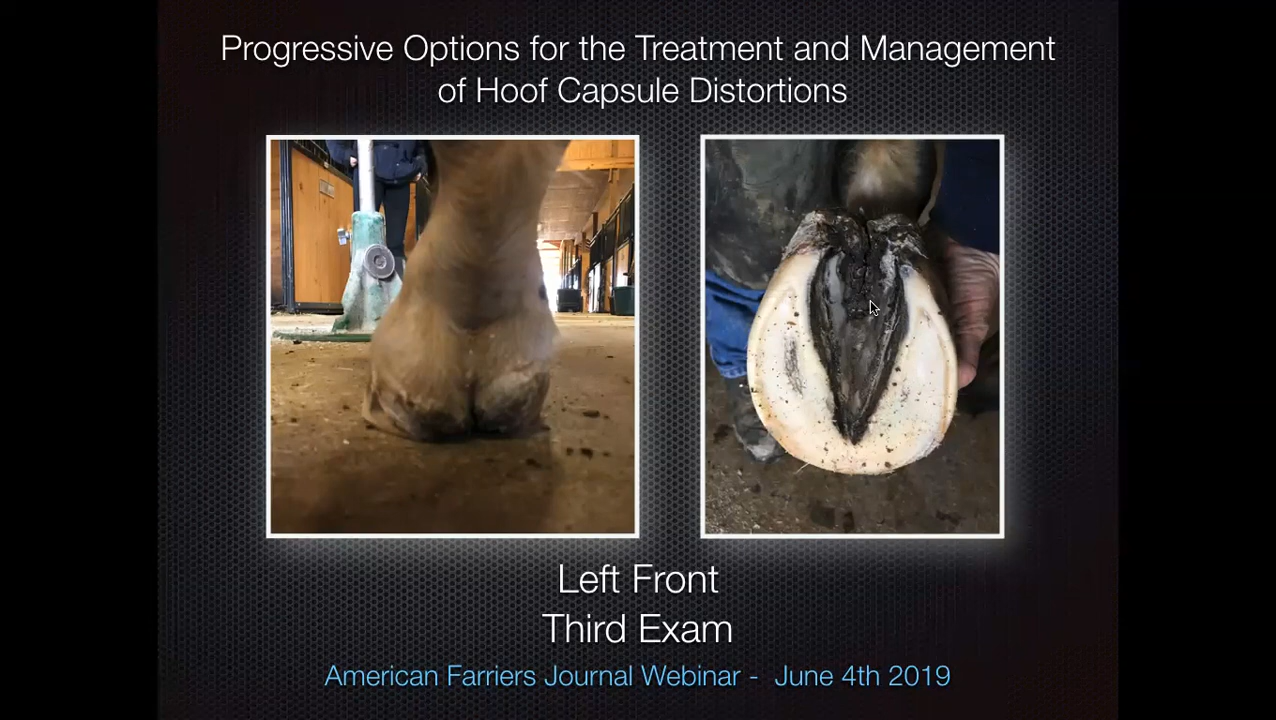 Progressive Options for the Treatment and Management
of Hoof Capsule Distortions
Left Front
Third Exam
American Farriers Journal Webinar - June 4th 2019